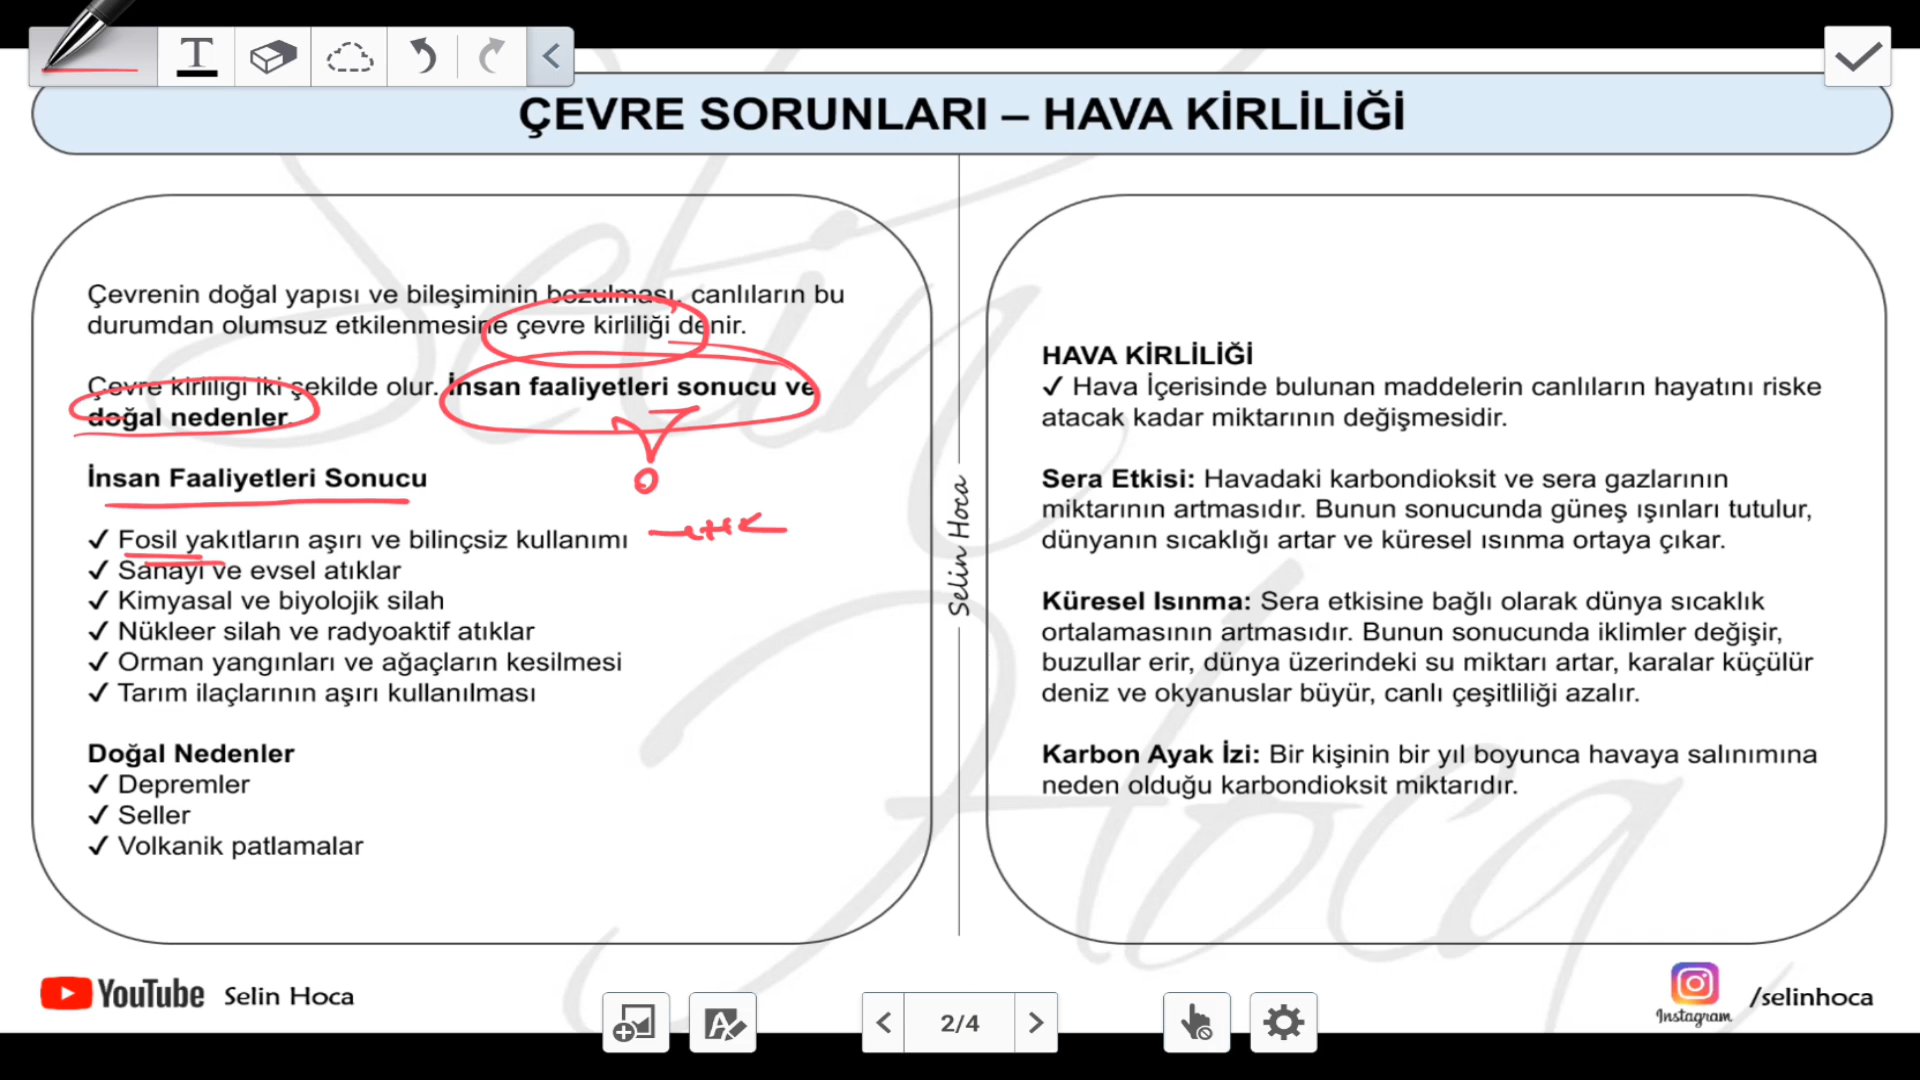 ÇEVRE SORUNLARI – HAVA KİRLİLİĞİ
Çevrenin doğal yapısı ve bileşiminin bozulması, canlıların bu
durumdan olumsuz etkilenmesine çevre kirliliği denir.
Çevre kirliliği iki şekilde olur. İnsan faaliyetleri sonucu ve
doğal nedenler.
İnsan Faaliyetleri Sonucu
✓ Fosil yakıtların aşırı ve bilinçsiz kullanımı
✓ Sanayi ve evsel atıklar
✓ Kimyasal ve biyolojik silah
✓ Nükleer silah ve radyoaktif atıklar
✓ Orman yangınları ve ağaçların kesilmesi
✓ Tarım ilaçlarının aşırı kullanılması
Doğal Nedenler
✓ Depremler
✓ Seller
✓ Volkanik patlamalar
Selin Hoca
HAVA KİRLİLİĞİ
✓ Hava İçerisinde bulunan maddelerin canlıların hayatını riske
atacak kadar miktarının değişmesidir.
Sera Etkisi: Havadaki karbondioksit ve sera gazlarının
miktarının artmasıdır. Bunun sonucunda güneş ışınları tutulur,
dünyanın sıcaklığı artar ve küresel ısınma ortaya çıkar.
Küresel Isınma: Sera etkisine bağlı olarak dünya sıcaklık
ortalamasının artmasıdır. Bunun sonucunda iklimler değişir,
buzullar erir, dünya üzerindeki su miktarı artar, karalar küçülür
deniz ve okyanuslar büyür, canlı çeşitliliği azalır.
Karbon Ayak İzi: Bir kişinin bir yıl boyunca havaya salınımına
neden olduğu karbondioksit miktarıdır.
Selin Hoca
YouTube Selin Hoca
2/4
Instagram /selinhoca